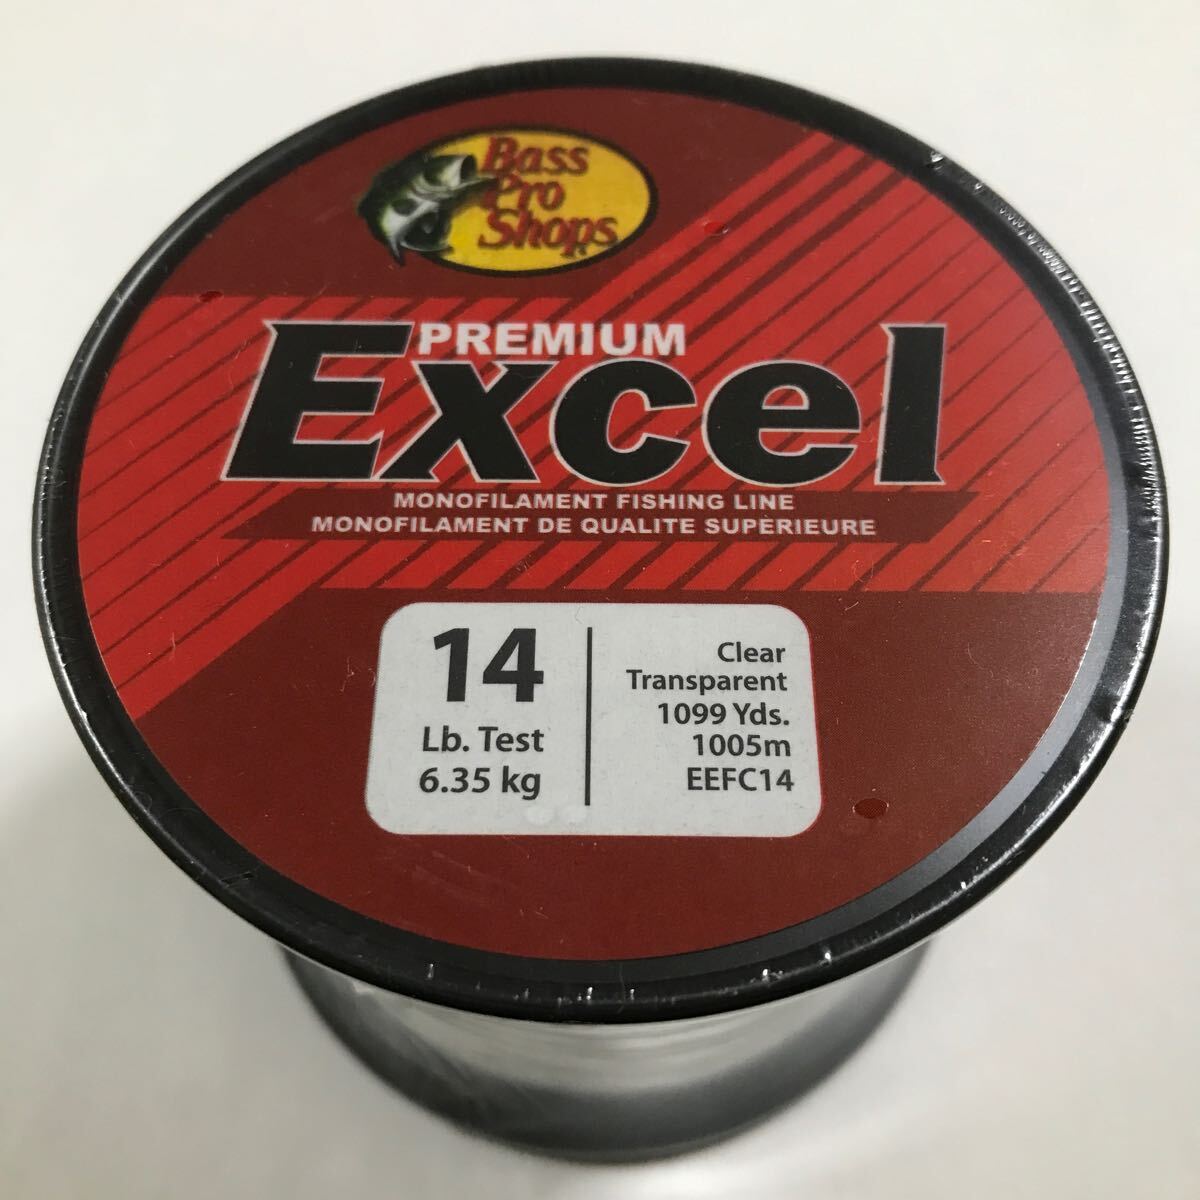 Bass
Pro
Shops
PREMIUM
Excel
MONOFILAMENT FISHING LINE
MONOFILAMENT DE QUALITE SUPÈRIEURE
14
Lb. Test
6.35 kg
Clear
Transparent
1099 Yds.
1005m
EEFC14